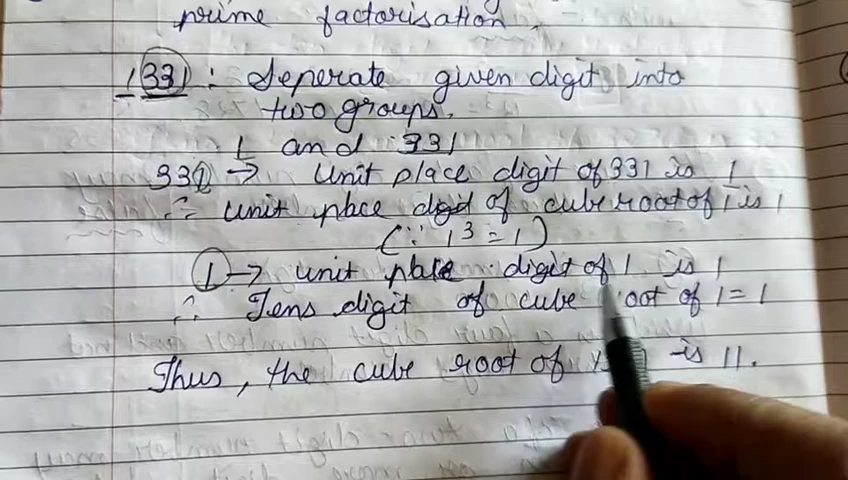 prime factorisation.
1331 : Seperate given digit into
two groups.
1 and 331
331 → Unit place digit of 331 is 1
∴ unit place digit of cube root of 1 is 1
(∵ 1³ = 1)
1 → unit place digit of 1 is 1
∴ Tens digit of cube root of 1 = 1
Thus, the cube root of is 11.